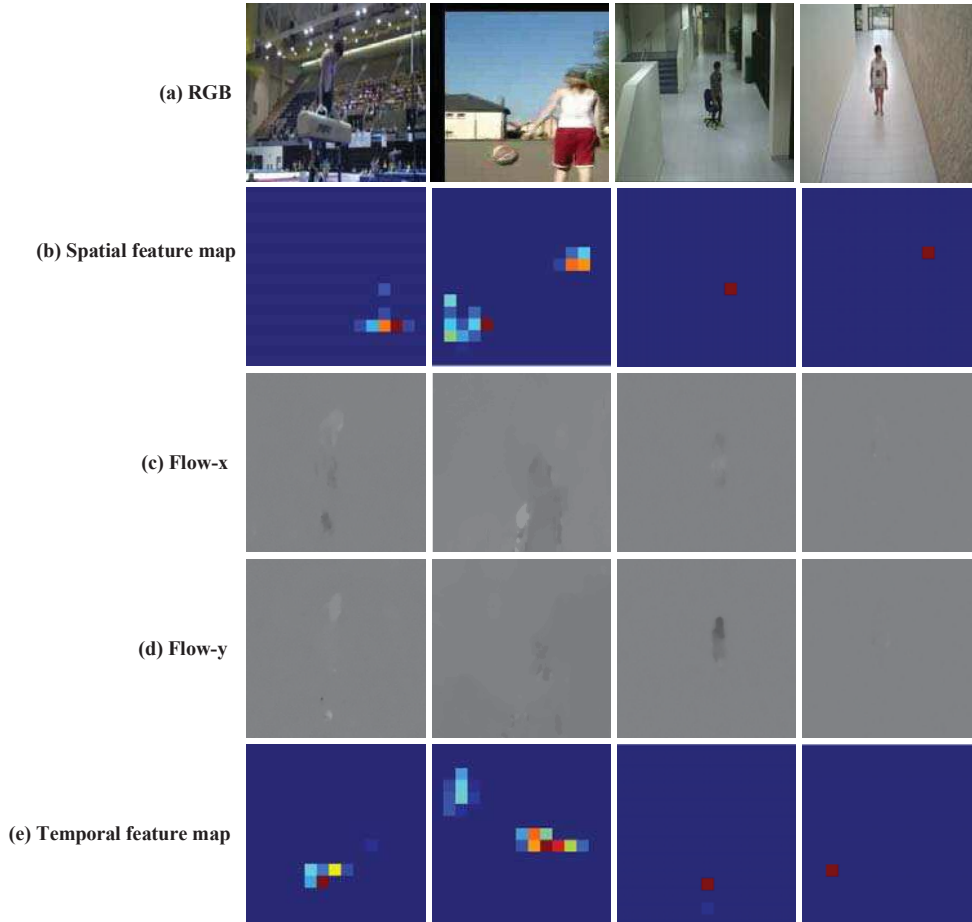 (a) RGB
(b) Spatial feature map
(c) Flow-x
(d) Flow-y
(e) Temporal feature map